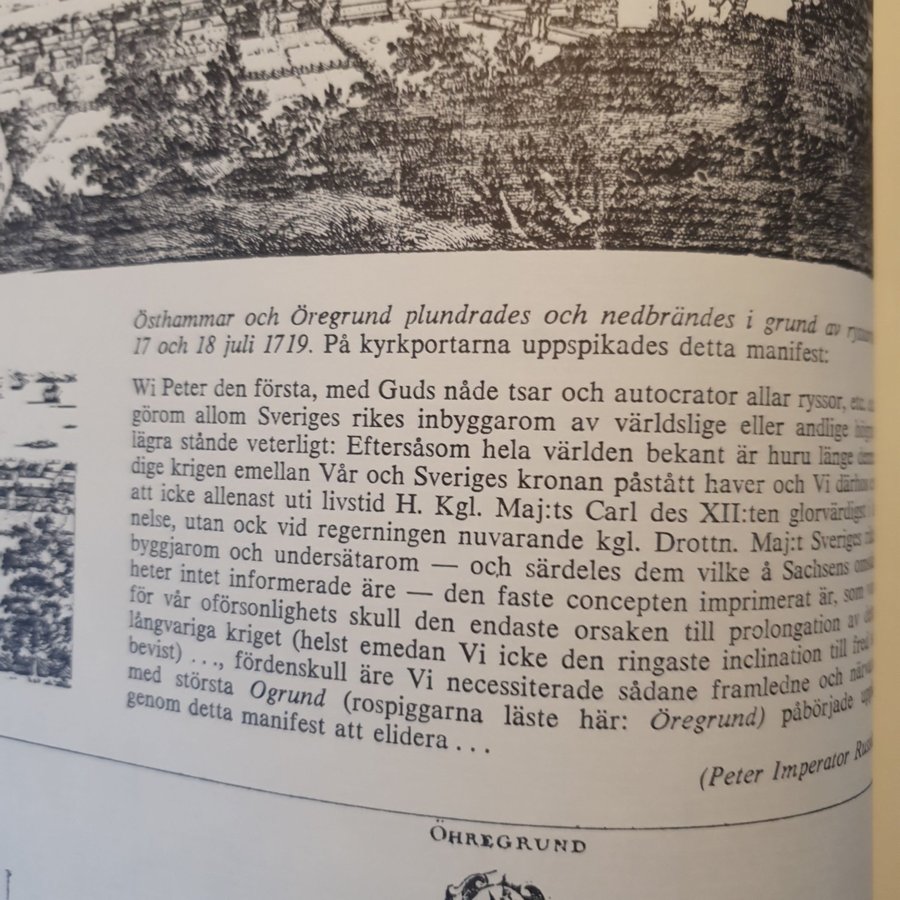 Östhammar och Öregrund plundrades och nedbrändes i grund av
17 och 18 juli 1719. På kyrkportarna uppspikades detta manifest:
Wi Peter den första, med Guds nåde tsar och autocrator allar ryssor, etc.
görom allom Sveriges rikes inbyggarom av världslige eller andlige
lägra stånde veterligt: Eftersåsom hela världen bekant är huru länge
dige krigen emellan Vår och Sveriges kronan påstått haver och Vi
att icke allenast uti livstid H. Kgl. Maj:ts Carl des XII:ten glorvärdigst
nelse, utan ock vid regerningen nuvarande kgl. Drottn. Maj:t Sveriges
byggjarom och undersåtarom — och särdeles dem vilke å Sachsens
heter intet informerade äre — den faste concepten imprimerat är, som
för vår oförsonlighets skull den endaste orsaken till prolongation av
långvariga kriget (helst emedan Vi icke den ringaste inclination till fred
bevist) . . ., fördenskull äre Vi necessiterade sådane framledne och
med största Ogrund (rospiggarna läste här: Öregrund) påbörjade
genom detta manifest att elidera . . .
(Peter Imperator
ÖHREGRUND